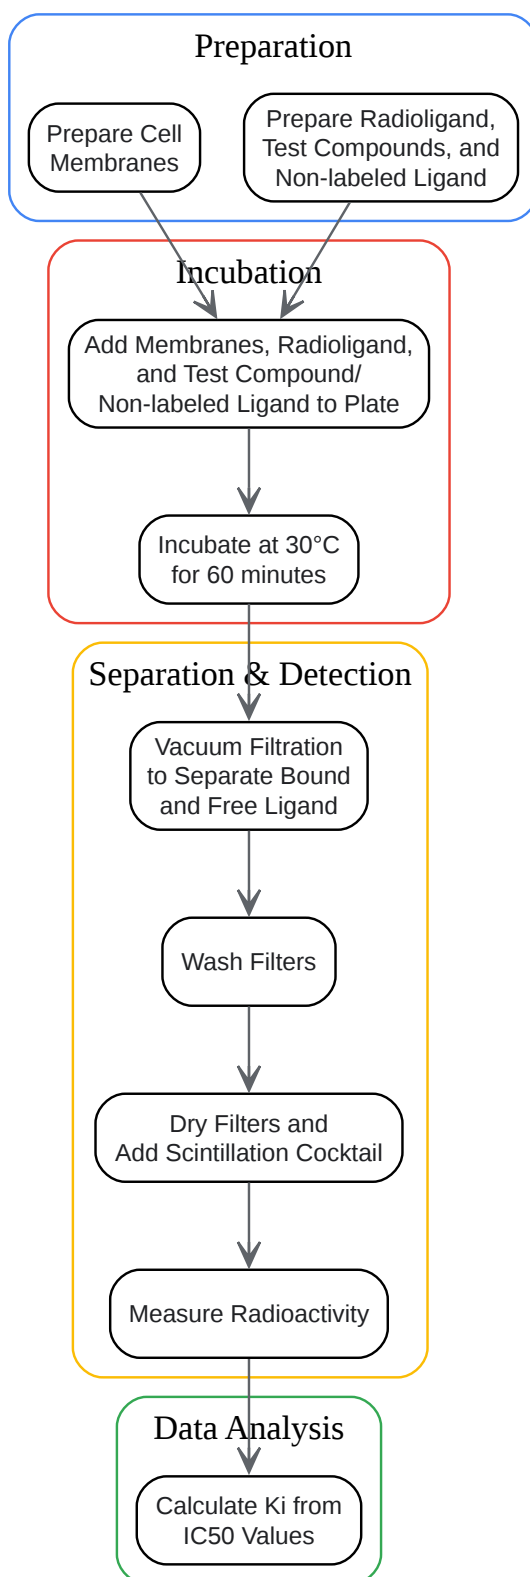 Preparation
Prepare Cell
Membranes
Prepare Radioligand,
Test Compounds, and
Non-labeled Ligand
Incubation
Add Membranes, Radioligand,
and Test Compound/
Non-labeled Ligand to Plate
Incubate at 30°C
for 60 minutes
Separation & Detection
Vacuum Filtration
to Separate Bound
and Free Ligand
Wash Filters
Dry Filters and
Add Scintillation Cocktail
Measure Radioactivity
Data Analysis
Calculate Ki from
IC50 Values